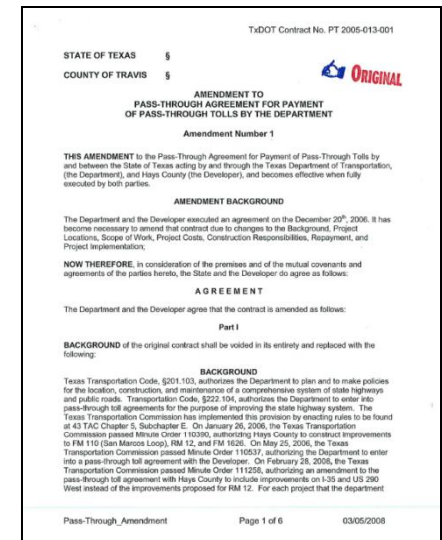 TxDOT Contract No. PT 2005-013-001
STATE OF TEXAS §
COUNTY OF TRAVIS §
ORIGINAL
AMENDMENT TO
PASS-THROUGH AGREEMENT FOR PAYMENT
OF PASS-THROUGH TOLLS BY THE DEPARTMENT
Amendment Number 1
THIS AMENDMENT to the Pass-Through Agreement for Payment of Pass-Through Tolls by
and between the State of Texas acting by and through the Texas Department of Transportation,
(the Department), and Hays County (the Developer), and becomes effective when fully
executed by both parties.
AMENDMENT BACKGROUND
The Department and the Developer executed an agreement on the December 20th, 2006. It has
become necessary to amend that contract due to changes to the Background, Project
Locations, Scope of Work, Project Costs, Construction Responsibilities, Repayment, and
Project Implementation;
NOW THEREFORE, in consideration of the premises and of the mutual covenants and
agreements of the parties hereto, the State and the Developer do agree as follows:
A G R E E M E N T
The Department and the Developer agree that the contract is amended as follows:
Part I
BACKGROUND of the original contract shall be voided in its entirety and replaced with the
following:
BACKGROUND
Texas Transportation Code, §201.103, authorizes the Department to plan and to make policies
for the location, construction, and maintenance of a comprehensive system of state highways
and public roads. Transportation Code, §222.104, authorizes the Department to enter into
pass-through toll agreements for the purpose of improving the state highway system. The
Texas Transportation Commission has implemented this provision by enacting rules to be found
at 43 TAC Chapter 5, Subchapter E. On January 26, 2006, the Texas Transportation
Commission passed Minute Order 110390, authorizing Hays County to construct improvements
to FM 110 (San Marcos Loop), RM 12, and FM 1626. On May 25, 2006, the Texas
Transportation Commission passed Minute Order 110537, authorizing the Department to enter
into a pass-through toll agreement with the Developer. On February 28, 2008, the Texas
Transportation Commission passed Minute Order 111258, authorizing an amendment to the
pass-through toll agreement with Hays County to include improvements on I-35 and US 290
West instead of the improvements proposed for RM 12. For each project that the department
Pass-Through_Amendment Page 1 of 6 03/05/2008